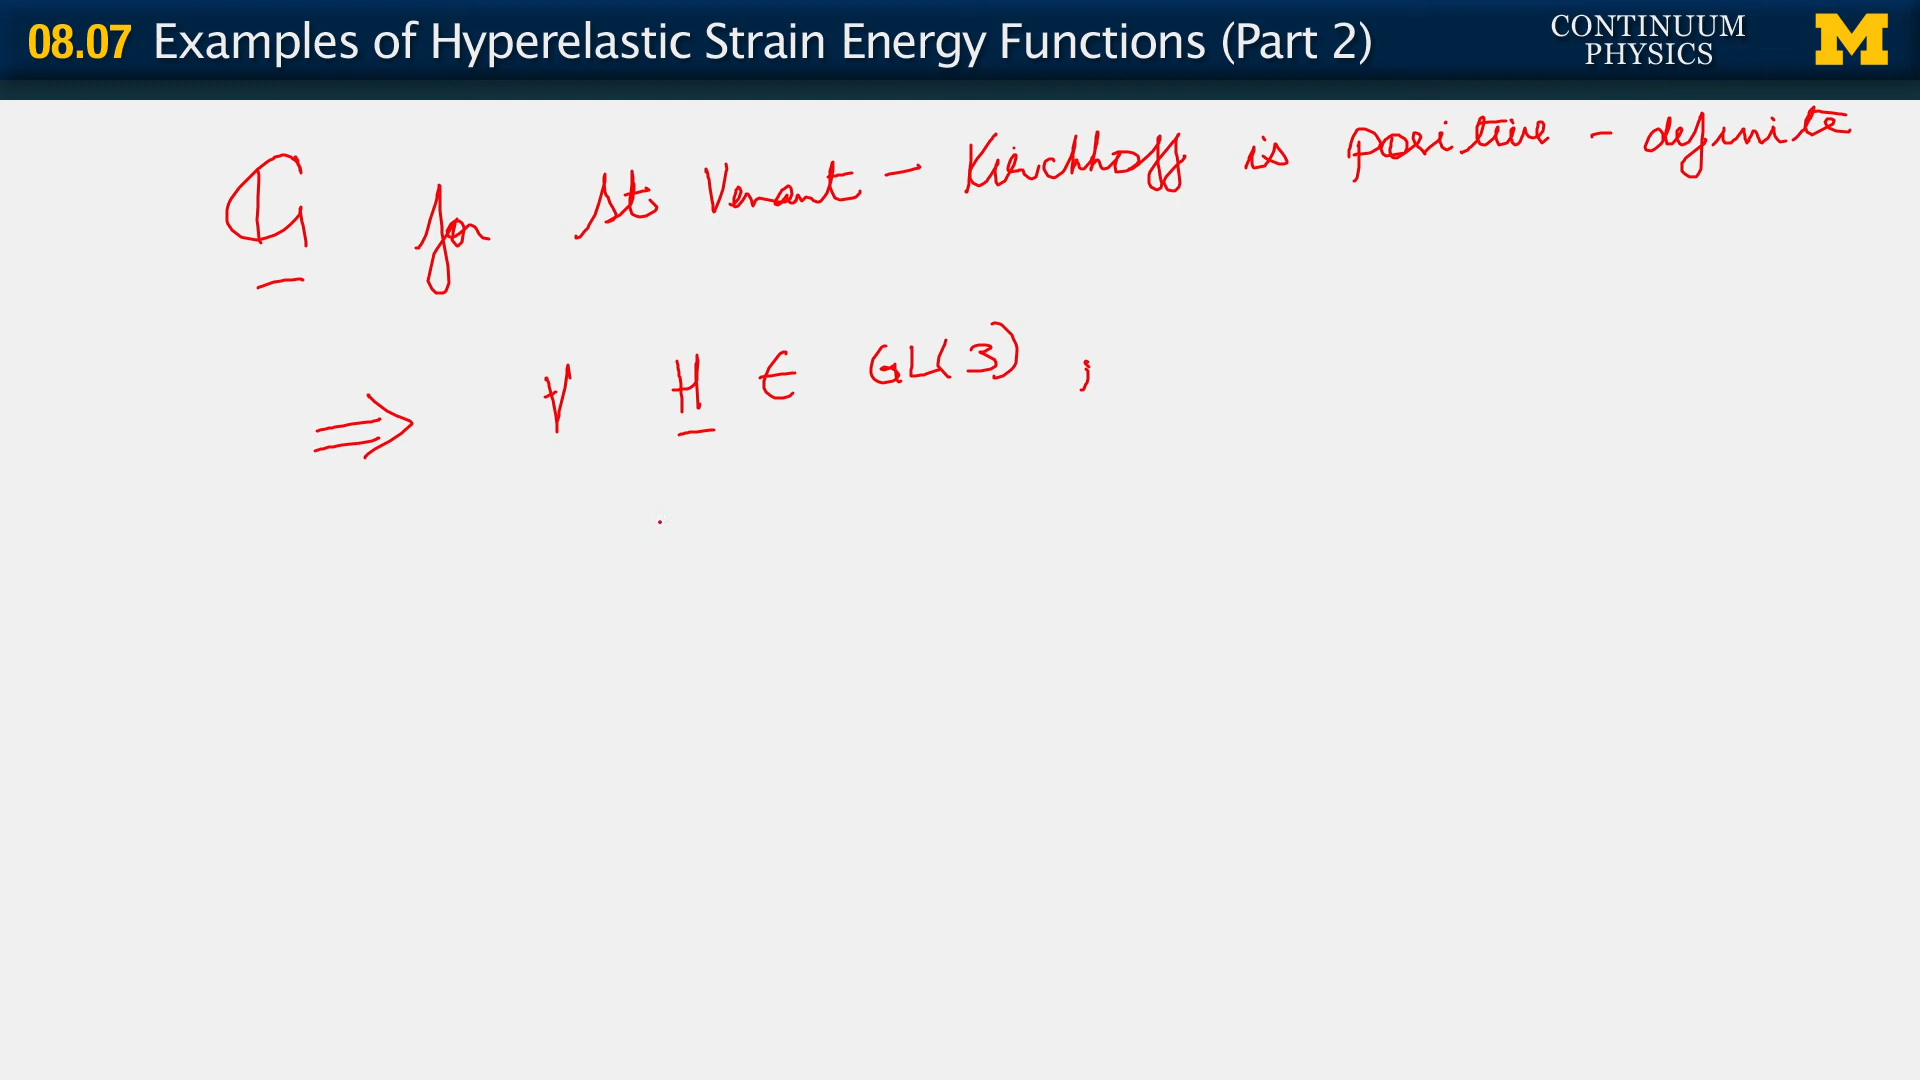 08.07 Examples of Hyperelastic Strain Energy Functions (Part 2)
CONTINUUM
PHYSICS
M
ℂ for St Venant - Kirchhoff is positive - definite
⇒ ∀ H ∈ GL(3) ;